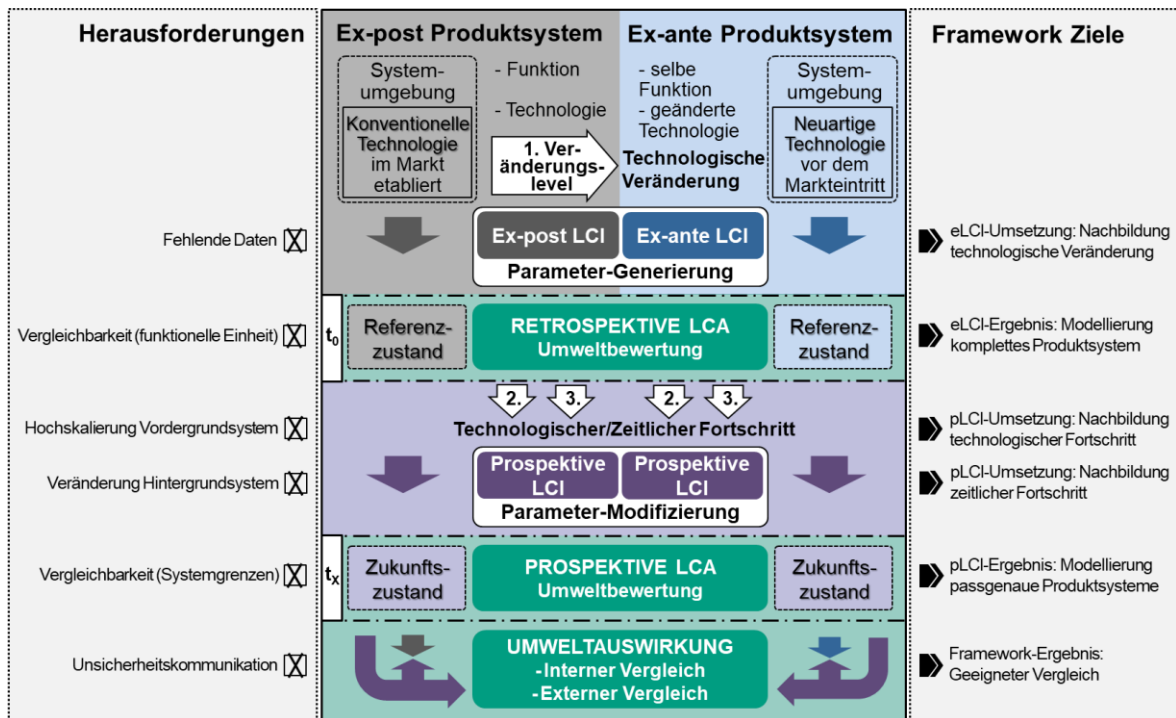 Herausforderungen
Ex-post Produktsystem
Ex-ante Produktsystem
Framework Ziele
System-
umgebung
Konventionelle
Technologie
im Markt
etabliert
- Funktion
- Technologie
1. Ver-
änderungs-
level
- selbe
Funktion
- geänderte
Technologie
Technologische
Veränderung
System-
umgebung
Neuartige
Technologie
vor dem
Markteintritt
Fehlende Daten
Ex-post LCI
Ex-ante LCI
Parameter-Generierung
eLCI-Umsetzung: Nachbildung
technologische Veränderung
Vergleichbarkeit (funktionelle Einheit)
t0
Referenz-
zustand
RETROSPEKTIVE LCA
Umweltbewertung
Referenz-
zustand
eLCI-Ergebnis: Modellierung
komplettes Produktsystem
2.
3.
2.
3.
Technologischer/Zeitlicher Fortschritt
Hochskalierung Vordergrundsystem
pLCI-Umsetzung: Nachbildung
technologischer Fortschritt
Veränderung Hintergrundsystem
Prospektive
LCI
Prospektive
LCI
Parameter-Modifizierung
pLCI-Umsetzung: Nachbildung
zeitlicher Fortschritt
Vergleichbarkeit (Systemgrenzen)
tx
Zukunfts-
zustand
PROSPEKTIVE LCA
Umweltbewertung
Zukunfts-
zustand
pLCI-Ergebnis: Modellierung
passgenaue Produktsysteme
Unsicherheitskommunikation
UMWELTAUSWIRKUNG
-Interner Vergleich
-Externer Vergleich
Framework-Ergebnis:
Geeigneter Vergleich